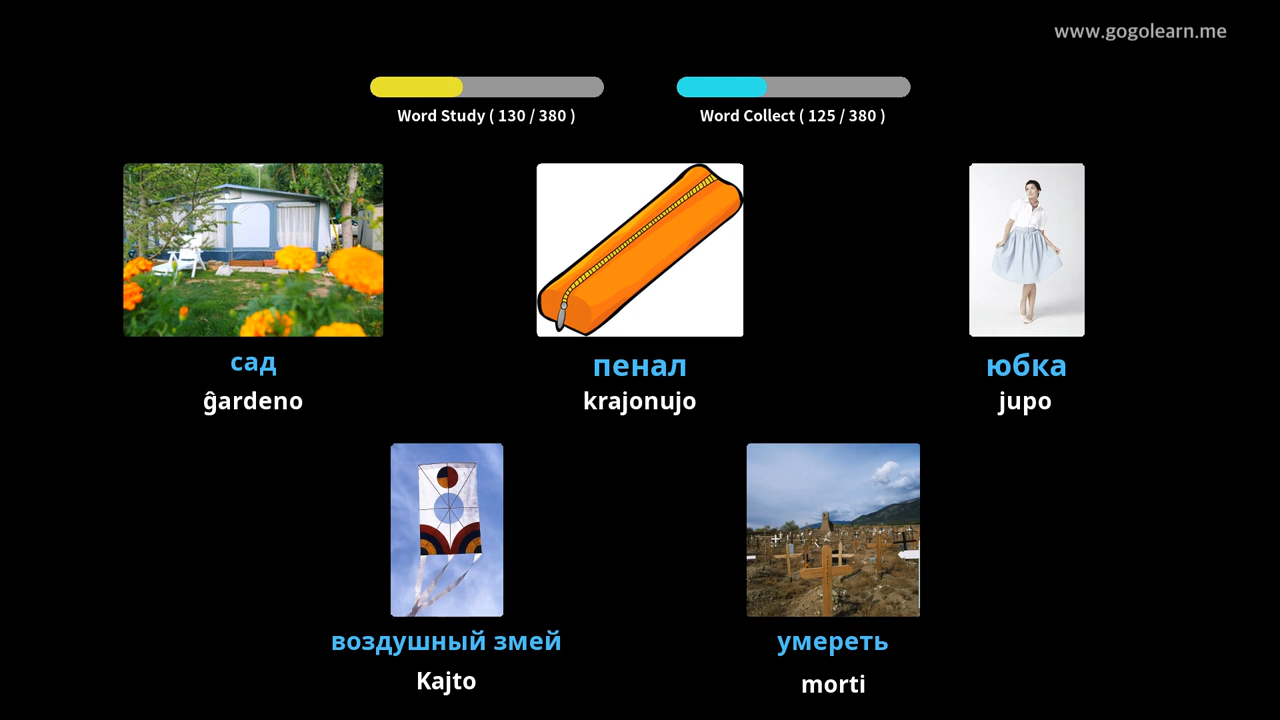 www.gogolearn.me
Word Study ( 130 / 380 )
Word Collect ( 125 / 380 )
сад
ĝardeno
пенал
krajonujo
юбка
jupo
воздушный змей
Kajto
умереть
morti